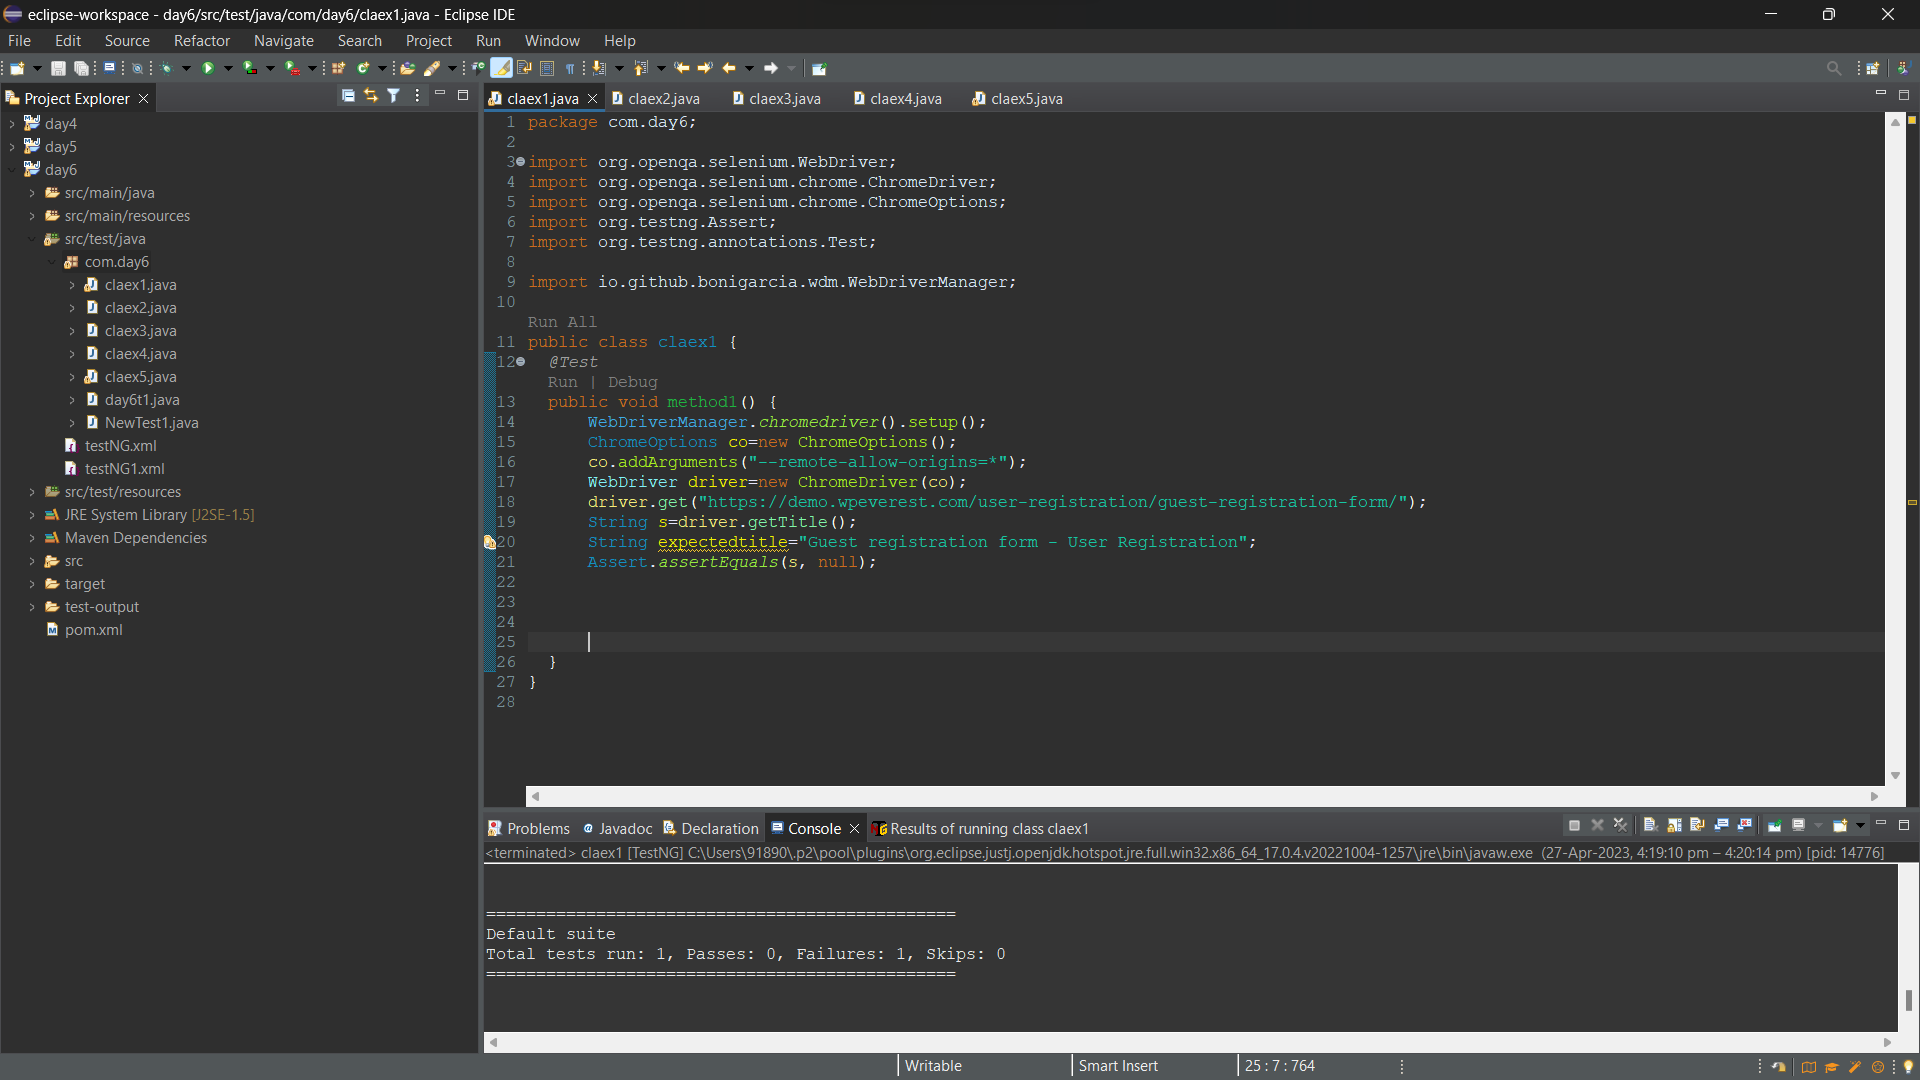 eclipse-workspace - day6/src/test/java/com/day6/claex1.java - Eclipse IDE
File Edit Source Refactor Navigate Search Project Run Window Help
Project Explorer
day4
day5
day6
src/main/java
src/main/resources
src/test/java
com.day6
claex1.java
claex2.java
claex3.java
claex4.java
claex5.java
day6t1.java
NewTest1.java
testNG.xml
testNG1.xml
src/test/resources
JRE System Library [J2SE-1.5]
Maven Dependencies
src
target
test-output
pom.xml
claex1.java claex2.java claex3.java claex4.java claex5.java
1 package com.day6;
2
3 import org.openqa.selenium.WebDriver;
4 import org.openqa.selenium.chrome.ChromeDriver;
5 import org.openqa.selenium.chrome.ChromeOptions;
6 import org.testng.Assert;
7 import org.testng.annotations.Test;
8
9 import io.github.bonigarcia.wdm.WebDriverManager;
10
Run All
11 public class claex1 {
12 @Test
Run | Debug
13 public void method1() {
14 WebDriverManager.chromedriver().setup();
15 ChromeOptions co=new ChromeOptions();
16 co.addArguments("--remote-allow-origins=*");
17 WebDriver driver=new ChromeDriver(co);
18 driver.get("https://demo.wpeverest.com/user-registration/guest-registration-form/");
19 String s=driver.getTitle();
20 String expectedtitle="Guest registration form - User Registration";
21 Assert.assertEquals(s, null);
22
23
24
25
26 }
27 }
28
Problems Javadoc Declaration Console Results of running class claex1
<terminated> claex1 [TestNG] C:\Users\91890\.p2\pool\plugins\org.eclipse.justj.openjdk.hotspot.jre.full.win32.x86_64_17.0.4.v20221004-1257\jre\bin\javaw.exe (27-Apr-2023, 4:19:10 pm – 4:20:14 pm) [pid: 14776]
===============================================
Default suite
Total tests run: 1, Passes: 0, Failures: 1, Skips: 0
===============================================
Writable Smart Insert 25 : 7 : 764